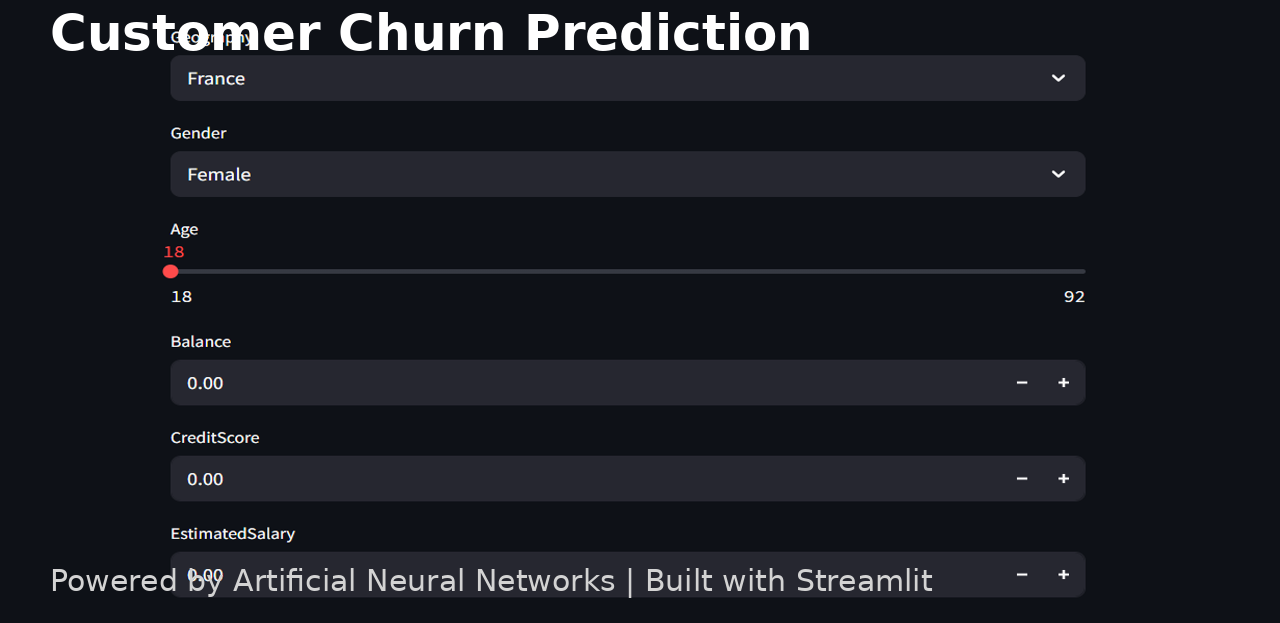 Customer Churn Prediction
Geography
France
Gender
Female
Age
18
18 92
Balance
0.00
CreditScore
0.00
EstimatedSalary
0.00
Powered by Artificial Neural Networks | Built with Streamlit